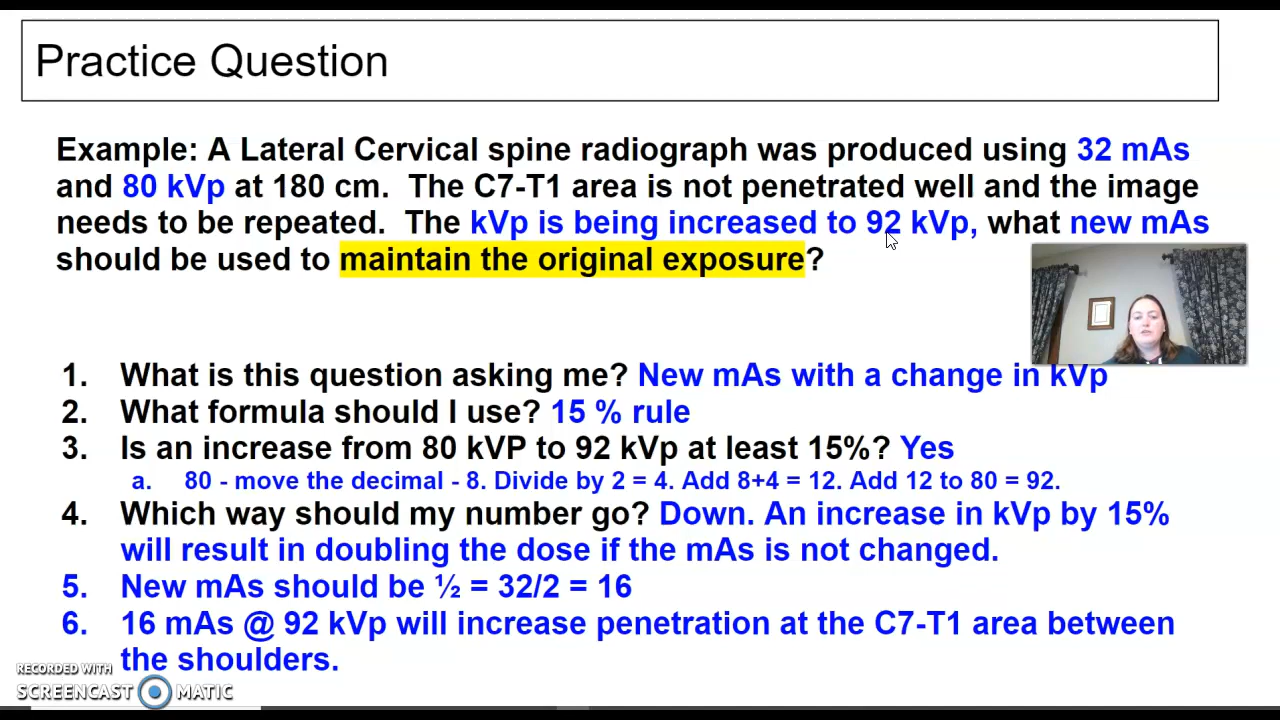 Practice Question
Example: A Lateral Cervical spine radiograph was produced using 32 mAs
and 80 kVp at 180 cm. The C7-T1 area is not penetrated well and the image
needs to be repeated. The kVp is being increased to 92 kVp, what new mAs
should be used to maintain the original exposure?
1. What is this question asking me? New mAs with a change in kVp
2. What formula should I use? 15 % rule
3. Is an increase from 80 kVP to 92 kVp at least 15%? Yes
a. 80 - move the decimal - 8. Divide by 2 = 4. Add 8+4 = 12. Add 12 to 80 = 92.
4. Which way should my number go? Down. An increase in kVp by 15%
will result in doubling the dose if the mAs is not changed.
5. New mAs should be ½ = 32/2 = 16
6. 16 mAs @ 92 kVp will increase penetration at the C7-T1 area between
the shoulders.
RECORDED WITH
SCREENCAST MATIC